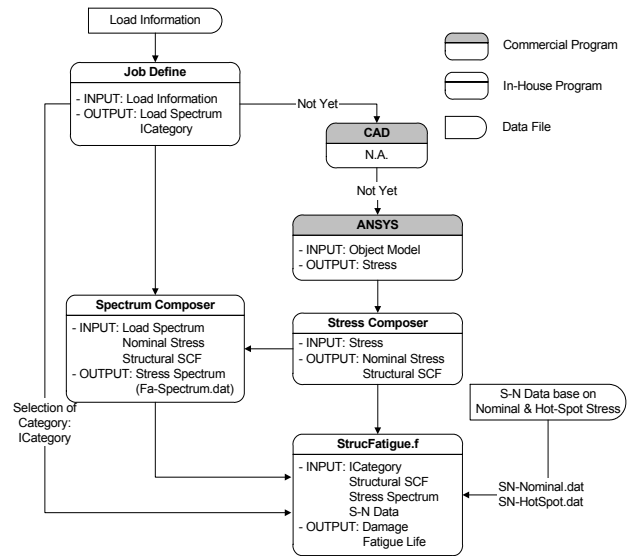 Load Information
Commercial Program
In-House Program
Data File
Job Define
- INPUT: Load Information
- OUTPUT: Load Spectrum
ICategory
Not Yet
CAD
N.A.
Not Yet
ANSYS
- INPUT: Object Model
- OUTPUT: Stress
Spectrum Composer
- INPUT: Load Spectrum
Nominal Stress
Structural SCF
- OUTPUT: Stress Spectrum
(Fa-Spectrum.dat)
Stress Composer
- INPUT: Stress
- OUTPUT: Nominal Stress
Structural SCF
Selection of
Category:
ICategory
S-N Data base on
Nominal & Hot-Spot Stress
StrucFatigue.f
- INPUT: ICategory
Structural SCF
Stress Spectrum
S-N Data
- OUTPUT: Damage
Fatigue Life
SN-Nominal.dat
SN-HotSpot.dat